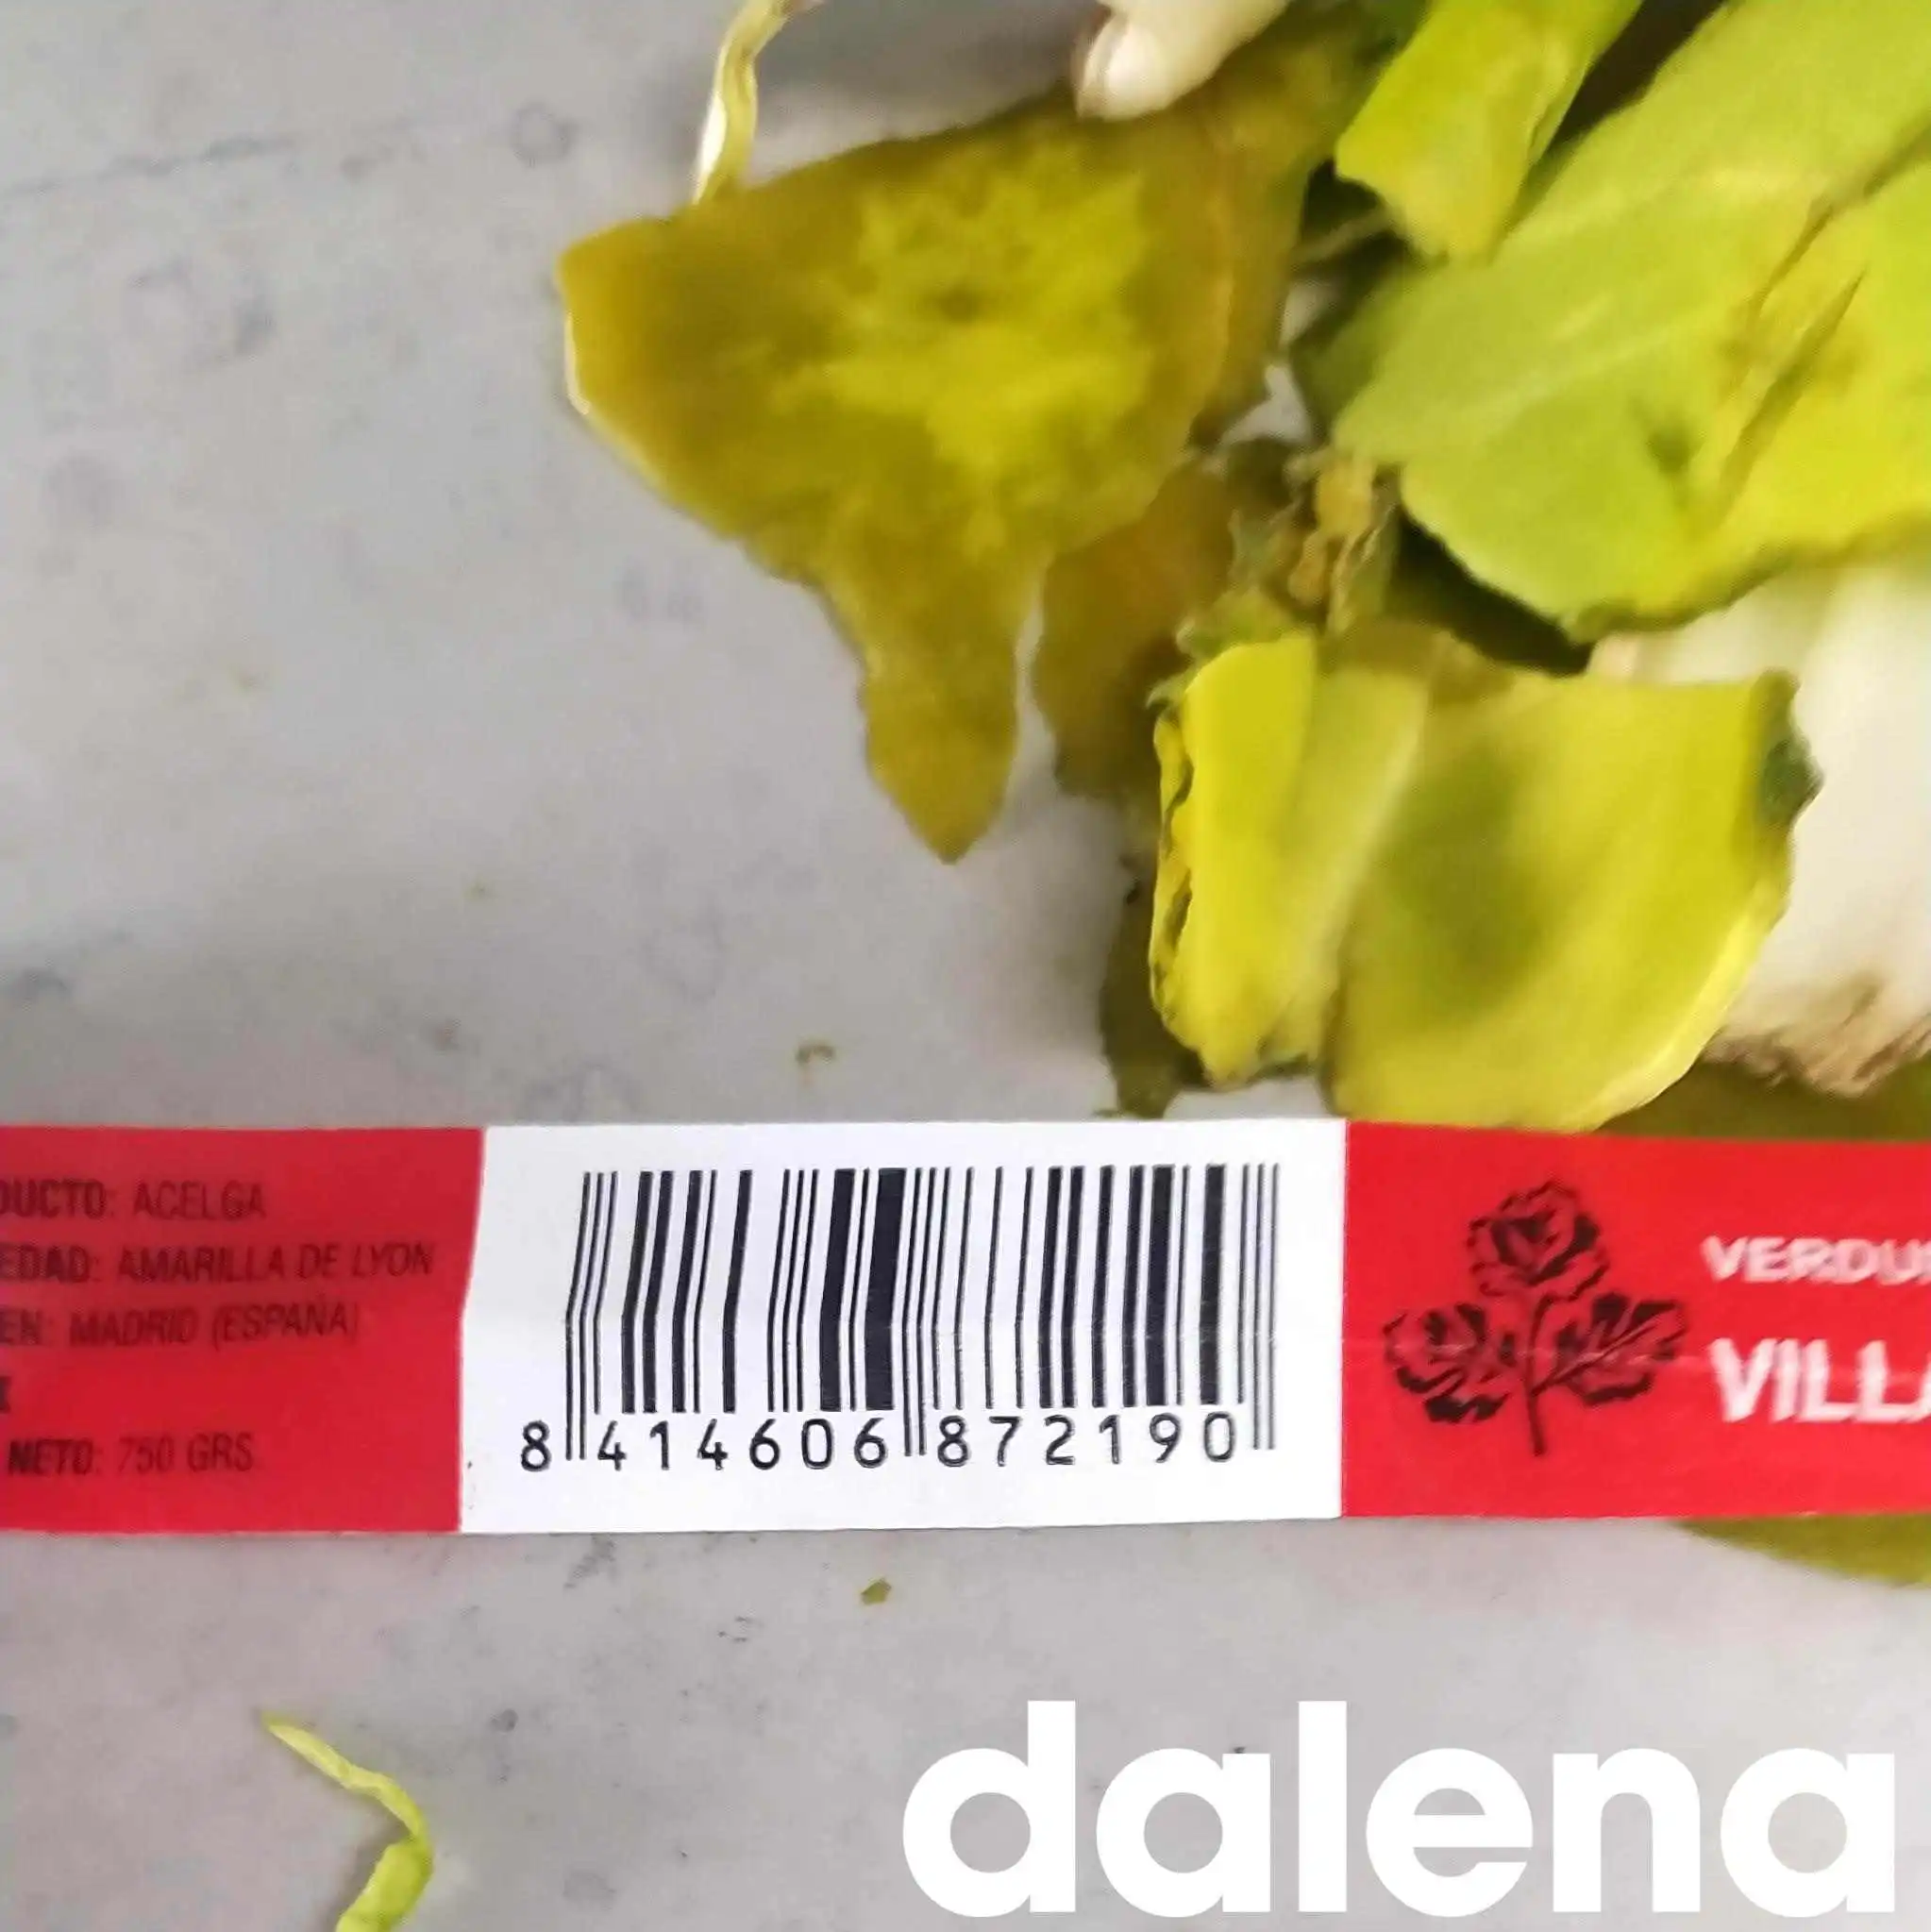 DUCTO: ACELGA
EDAD: AMARILLA DE LYON
EN: MADRID (ESPAÑA)
NETO: 750 GRS.
8 414606 872190
VERDU
VILLA
dalena